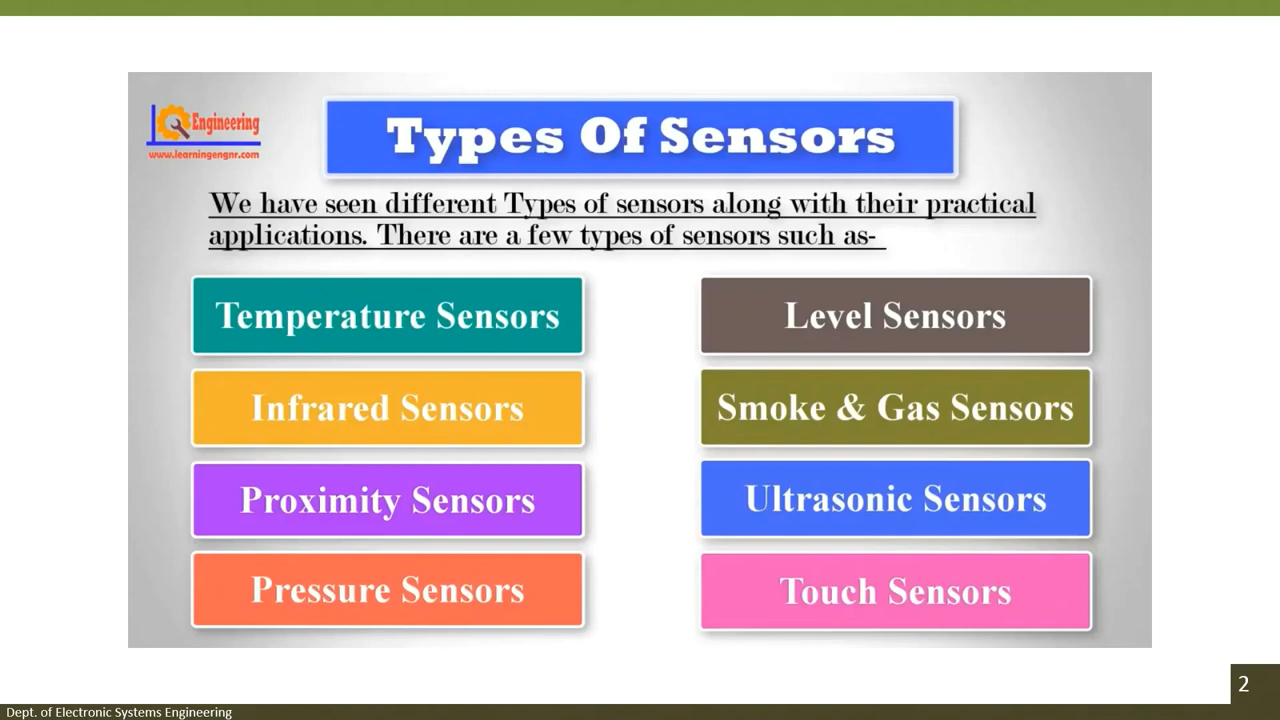 Engineering
www.learningengnr.com
Types Of Sensors
We have seen different Types of sensors along with their practical
applications. There are a few types of sensors such as-
Temperature Sensors
Infrared Sensors
Proximity Sensors
Pressure Sensors
Level Sensors
Smoke & Gas Sensors
Ultrasonic Sensors
Touch Sensors
2
Dept. of Electronic Systems Engineering